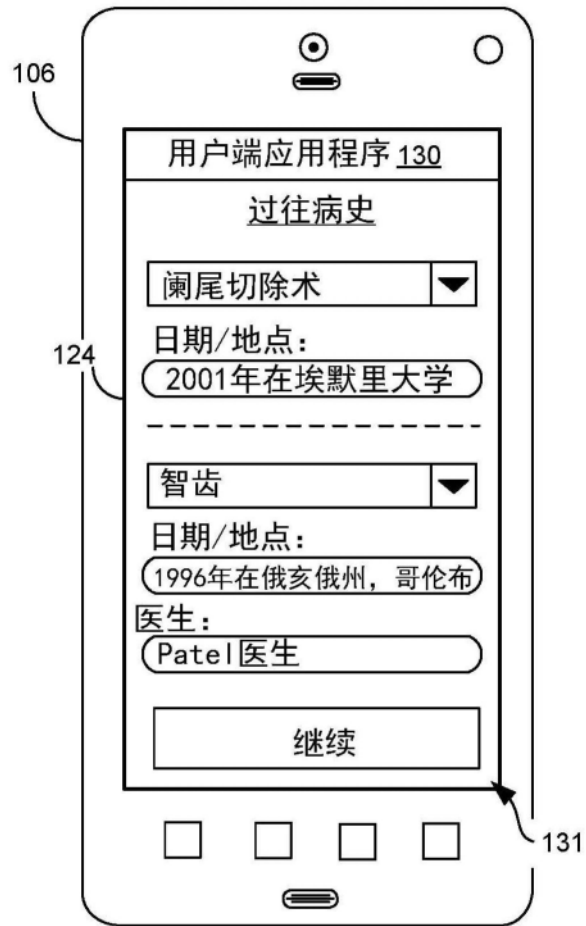 106
用户端应用程序 130
过往病史
阑尾切除术
日期/地点:
124
2001年在埃默里大学
智齿
日期/地点:
1996年在俄亥俄州，哥伦布
医生:
Patel医生
继续
131